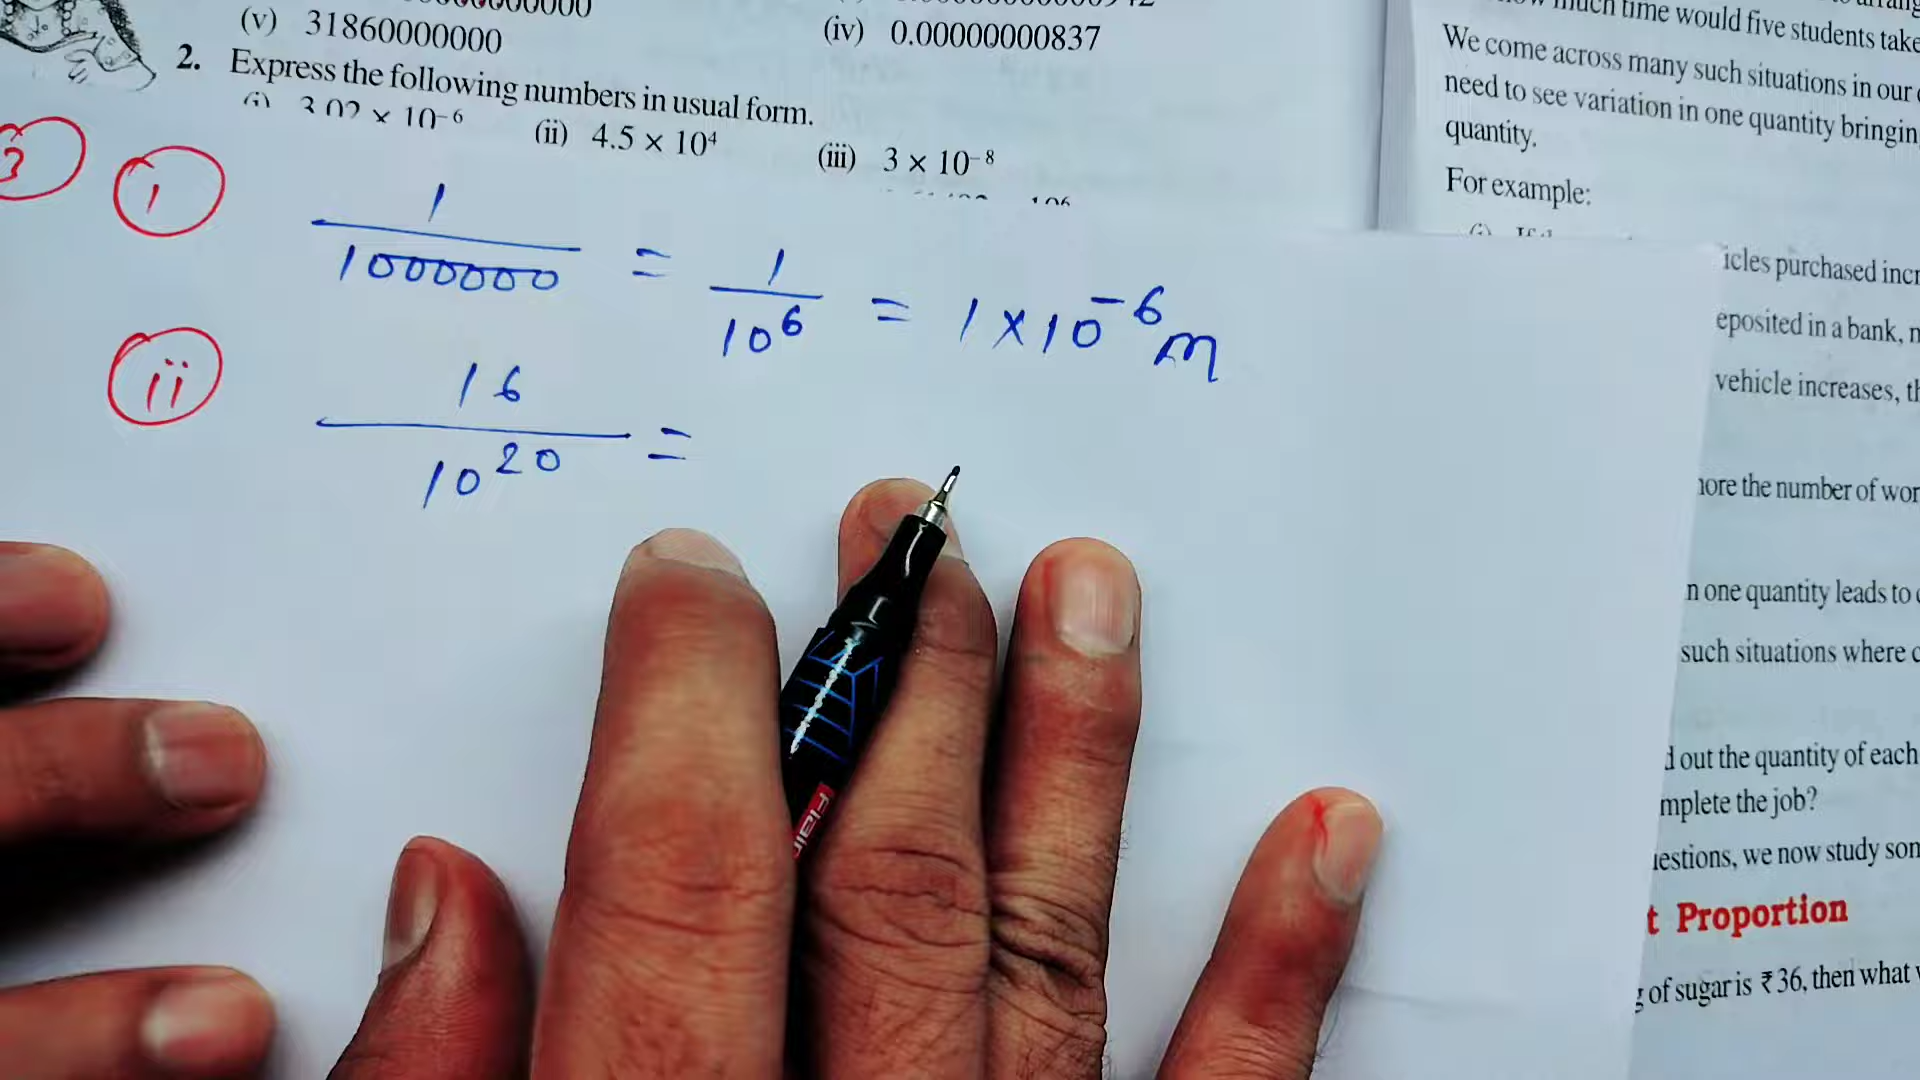 (v) 31860000000
(iv) 0.00000000837
2. Express the following numbers in usual form.
(i) 3.02 × 10⁻⁶ (ii) 4.5 × 10⁴ (iii) 3 × 10⁻⁸
i 1/1000000 = 1/10⁶ = 1×10⁻⁶ m
ii 16/10²⁰ =
Flair
much time would five students take
We come across many such situations in our
need to see variation in one quantity bringin
quantity.
For example:
icles purchased incr
eposited in a bank,
vehicle increases, th
ore the number of wor
n one quantity leads to
such situations where
out the quantity of each
mplete the job?
estions, we now study som
t Proportion
g of sugar is ₹ 36, then what